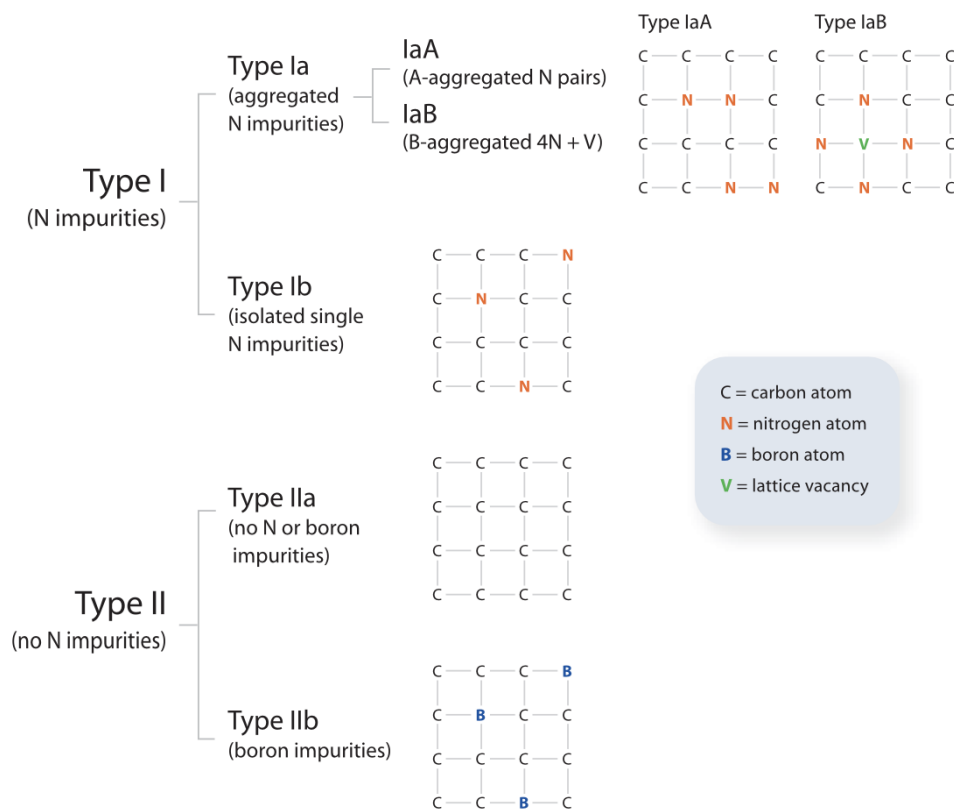 Type I
(N impurities)
Type Ia
(aggregated
N impurities)
IaA
(A-aggregated N pairs)
IaB
(B-aggregated 4N + V)
Type IaA
C C C C
C N N C
C C C C
C C N N
Type IaB
C C C C
C N C C
N V N C
C N C C
Type Ib
(isolated single
N impurities)
C C C N
C N C C
C C C C
C C N C
C = carbon atom
N = nitrogen atom
B = boron atom
V = lattice vacancy
Type II
(no N impurities)
Type IIa
(no N or boron
impurities)
C C C C
C C C C
C C C C
C C C C
Type IIb
(boron impurities)
C C C B
C B C C
C C C C
C C B C